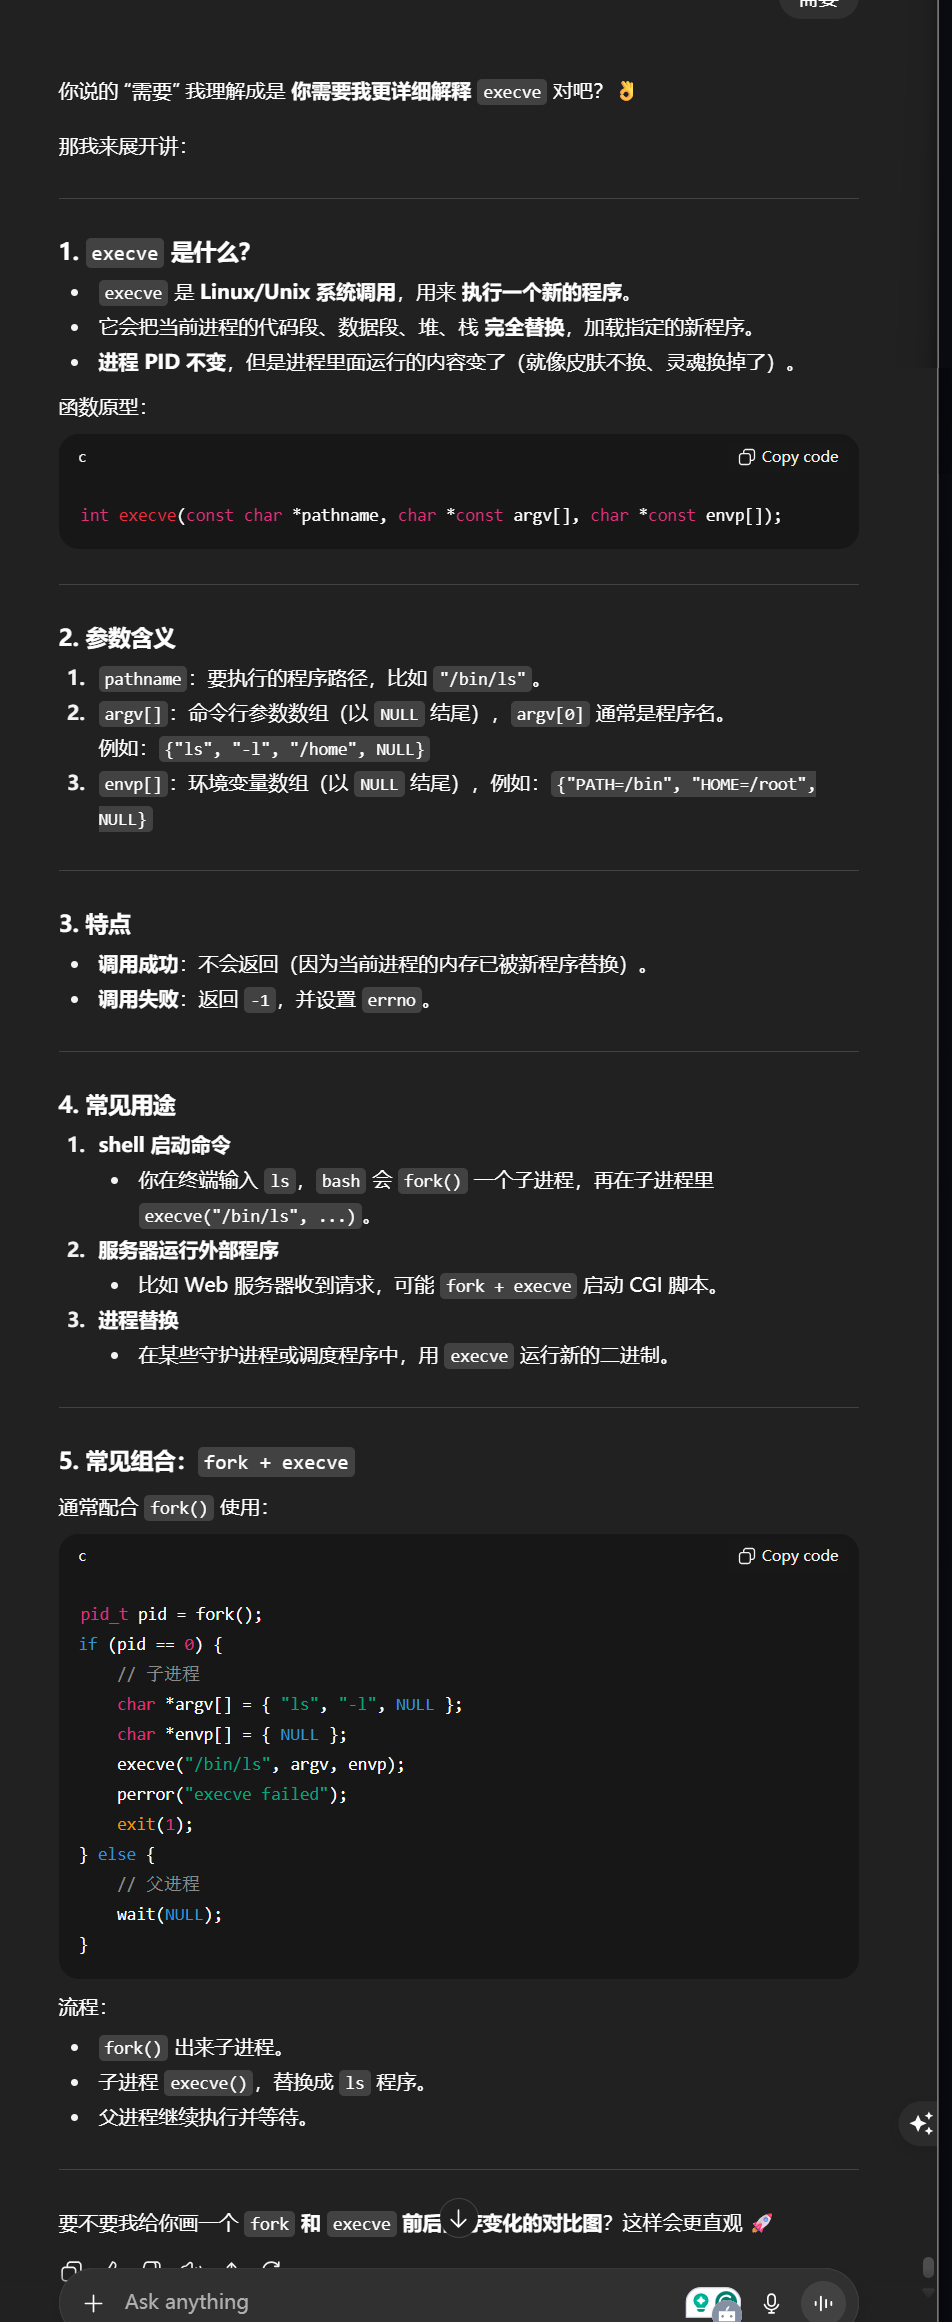 需要
你说的 “需要” 我理解成是 你需要我更详细解释 execve 对吧？👌
那我来展开讲：
1. execve 是什么？
• execve 是 Linux/Unix 系统调用，用来 执行一个新的程序。
• 它会把当前进程的代码段、数据段、堆、栈 完全替换，加载指定的新程序。
• 进程 PID 不变，但是进程里面运行的内容变了（就像皮肤不换、灵魂换掉了）。
函数原型：
c
Copy code
int execve(const char *pathname, char *const argv[], char *const envp[]);
2. 参数含义
1. pathname：要执行的程序路径，比如 "/bin/ls"。
2. argv[]：命令行参数数组（以 NULL 结尾），argv[0] 通常是程序名。
例如：{"ls", "-l", "/home", NULL}
3. envp[]：环境变量数组（以 NULL 结尾），例如：{"PATH=/bin", "HOME=/root",
NULL}
3. 特点
• 调用成功：不会返回（因为当前进程的内存已被新程序替换）。
• 调用失败：返回 -1，并设置 errno。
4. 常见用途
1. shell 启动命令
• 你在终端输入 ls，bash 会 fork() 一个子进程，再在子进程里
execve("/bin/ls", ...)。
2. 服务器运行外部程序
• 比如 Web 服务器收到请求，可能 fork + execve 启动 CGI 脚本。
3. 进程替换
• 在某些守护进程或调度程序中，用 execve 运行新的二进制。
5. 常见组合：fork + execve
通常配合 fork() 使用：
c
Copy code
pid_t pid = fork();
if (pid == 0) {
    // 子进程
    char *argv[] = { "ls", "-l", NULL };
    char *envp[] = { NULL };
    execve("/bin/ls", argv, envp);
    perror("execve failed");
    exit(1);
} else {
    // 父进程
    wait(NULL);
}
流程：
• fork() 出来子进程。
• 子进程 execve()，替换成 ls 程序。
• 父进程继续执行并等待。
要不要我给你画一个 fork 和 execve 前后 变化的对比图？这样会更直观 🚀
Ask anything